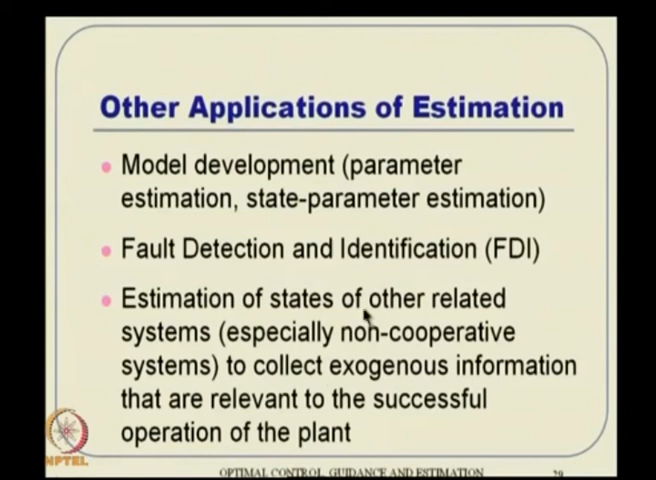 Other Applications of Estimation
Model development (parameter
estimation, state-parameter estimation)
Fault Detection and Identification (FDI)
Estimation of states of other related
systems (especially non-cooperative
systems) to collect exogenous information
that are relevant to the successful
operation of the plant
NPTEL
OPTIMAL CONTROL, GUIDANCE AND ESTIMATION